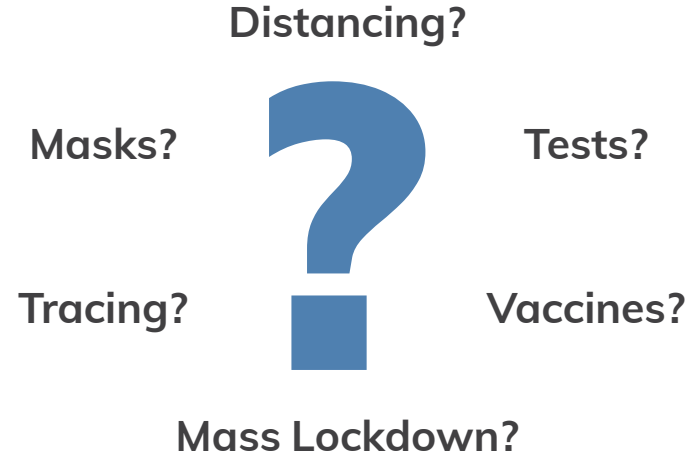 Distancing?
Masks?
Tests?
?
Tracing?
Vaccines?
Mass Lockdown?